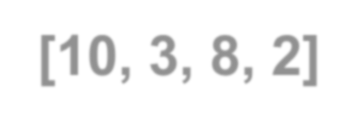 [10, 3, 8, 2]